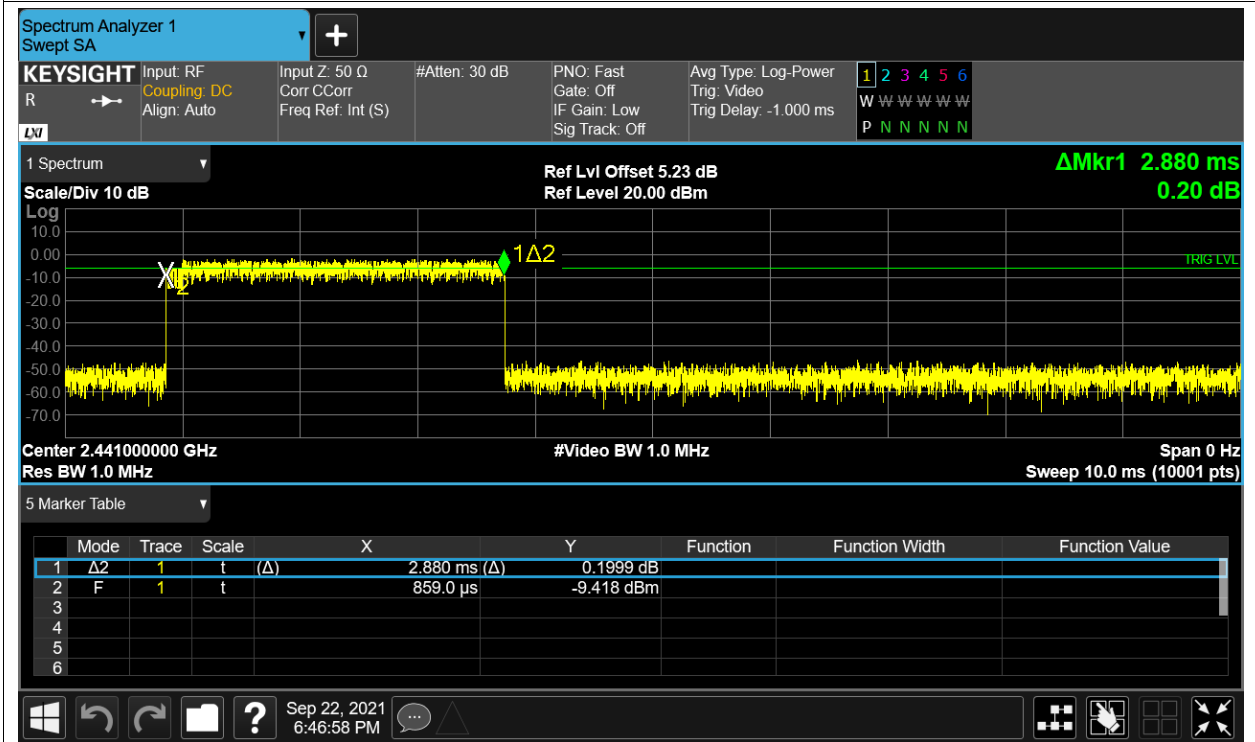 Spectrum Analyzer 1
Swept SA
KEYSIGHT
R
LXI
Input: RF
Coupling: DC
Align: Auto
Input Z: 50 Ω
Corr CCorr
Freq Ref: Int (S)
#Atten: 30 dB
PNO: Fast
Gate: Off
IF Gain: Low
Sig Track: Off
Avg Type: Log-Power
Trig: Video
Trig Delay: -1.000 ms
1 2 3 4 5 6
W W W W W W
P N N N N N
1 Spectrum
Scale/Div 10 dB
Ref Lvl Offset 5.23 dB
Ref Level 20.00 dBm
ΔMkr1 2.880 ms
0.20 dB
Log
10.0
0.00
-10.0
-20.0
-30.0
-40.0
-50.0
-60.0
-70.0
X2
1Δ2
TRIG LVL
Center 2.441000000 GHz
#Video BW 1.0 MHz
Span 0 Hz
Res BW 1.0 MHz
Sweep 10.0 ms (10001 pts)
5 Marker Table
Mode Trace Scale X Y Function Function Width Function Value
1 Δ2 1 t (Δ) 2.880 ms (Δ) 0.1999 dB
2 F 1 t 859.0 µs -9.418 dBm
3
4
5
6
?
Sep 22, 2021
6:46:58 PM